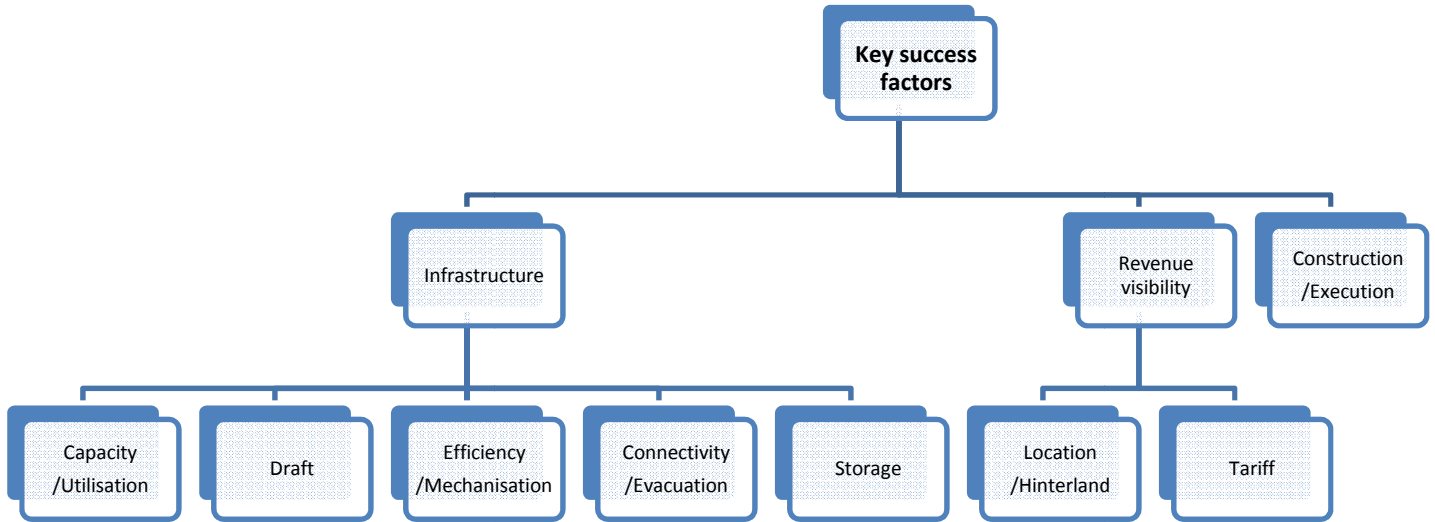 Key success
factors
Infrastructure
Revenue
visibility
Construction
/Execution
Capacity
/Utilisation
Draft
Efficiency
/Mechanisation
Connectivity
/Evacuation
Storage
Location
/Hinterland
Tariff